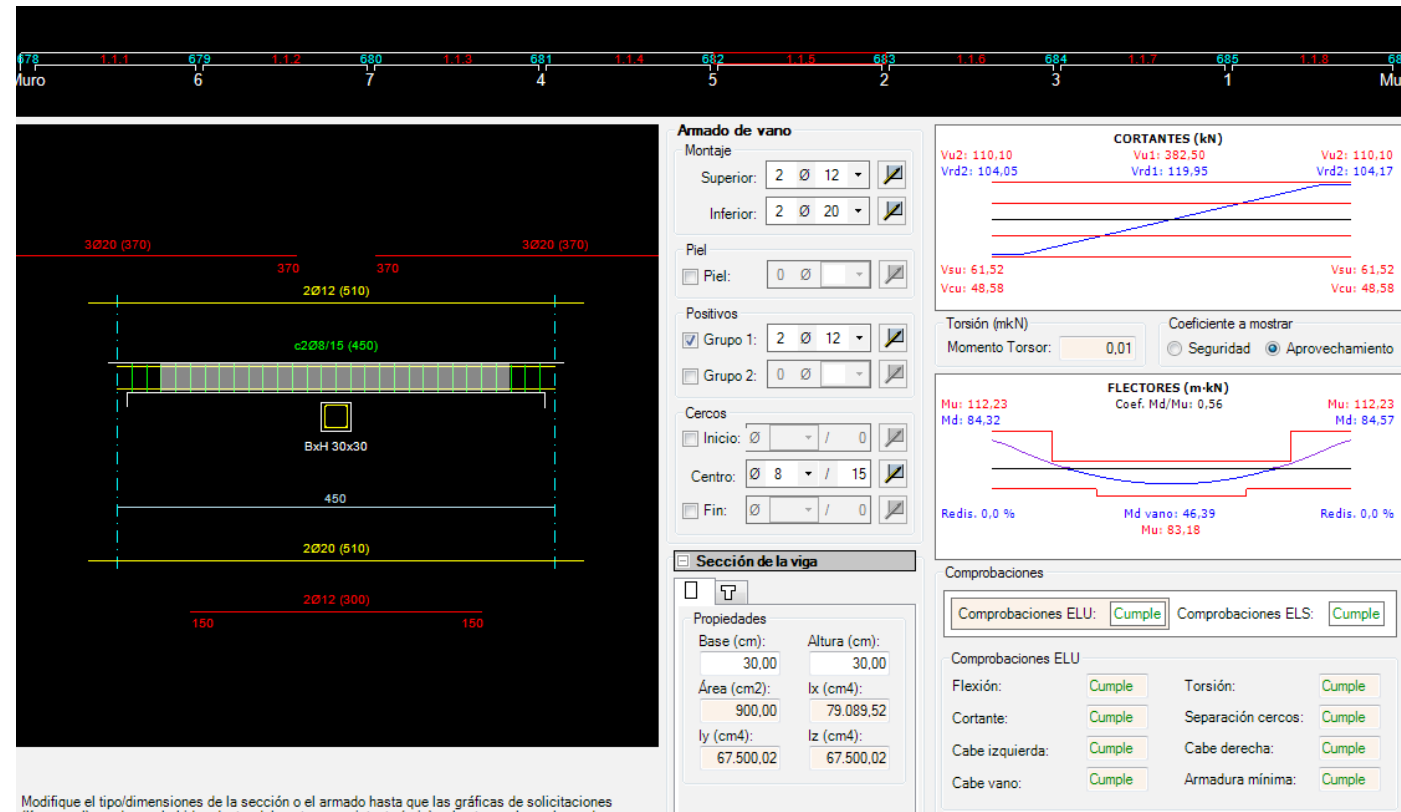 678 1.1.1 679 1.1.2 680 1.1.3 681 1.1.4 682 1.1.5 683 1.1.6 684 1.1.7 685 1.1.8 68
Muro 6 7 4 5 2 3 1 Mu
3Ø20 (370) 3Ø20 (370)
370 370
2Ø12 (510)
c2Ø8/15 (450)
BxH 30x30
450
2Ø20 (510)
2Ø12 (300)
150 150
Modifique el tipo/dimensiones de la sección o el armado hasta que las gráficas de solicitaciones
Armado de vano
Montaje
Superior: 2 Ø 12
Inferior: 2 Ø 20
Piel
Piel: 0 Ø
Positivos
Grupo 1: 2 Ø 12
Grupo 2: 0 Ø
Cercos
Inicio: Ø / 0
Centro: Ø 8 / 15
Fin: Ø / 0
Sección de la viga
Propiedades
Base (cm): Altura (cm):
30,00 30,00
Área (cm2): Ix (cm4):
900,00 79.089,52
Iy (cm4): Iz (cm4):
67.500,02 67.500,02
CORTANTES (kN)
Vu2: 110,10 Vu1: 382,50 Vu2: 110,10
Vrd2: 104,05 Vrd1: 119,95 Vrd2: 104,17
Vsu: 61,52 Vsu: 61,52
Vcu: 48,58 Vcu: 48,58
Torsión (mkN) Coeficiente a mostrar
Momento Torsor: 0,01 Seguridad Aprovechamiento
FLECTORES (m·kN)
Mu: 112,23 Coef. Md/Mu: 0,56 Mu: 112,23
Md: 84,32 Md: 84,57
Redis. 0,0 % Md vano: 46,39 Redis. 0,0 %
Mu: 83,18
Comprobaciones
Comprobaciones ELU: Cumple Comprobaciones ELS: Cumple
Comprobaciones ELU
Flexión: Cumple Torsión: Cumple
Cortante: Cumple Separación cercos: Cumple
Cabe izquierda: Cumple Cabe derecha: Cumple
Cabe vano: Cumple Armadura mínima: Cumple